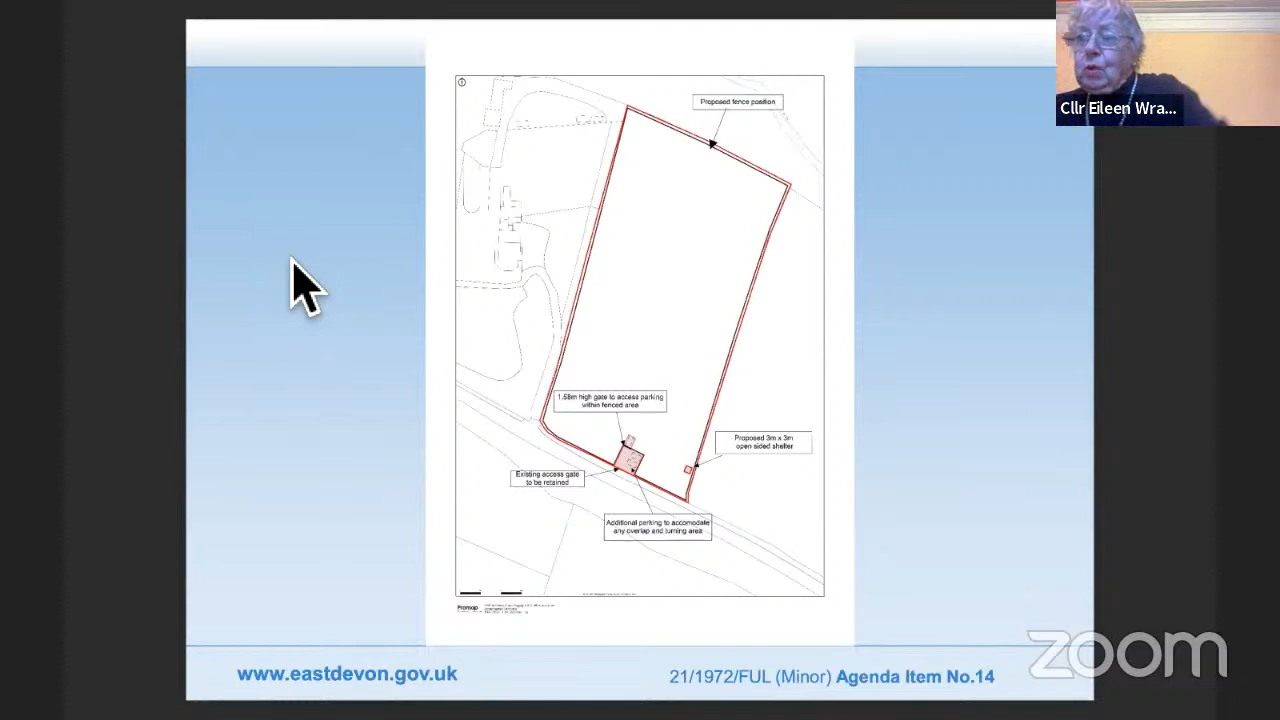 Cllr Eileen Wra...
Proposed fence position
1.58m high gate to access parking
within fenced area
Proposed 3m x 3m
open sided shelter
Existing access gate
to be retained
Additional parking to accomodate
any overlap and turning area
Promap
www.eastdevon.gov.uk
21/1972/FUL (Minor) Agenda Item No.14
zoom